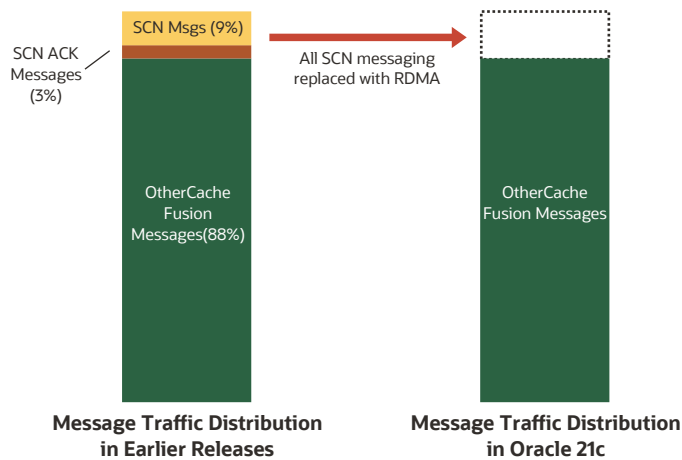 SCN Msgs (9%)
SCN ACK
Messages
(3%)
All SCN messaging
replaced with RDMA
OtherCache
Fusion
Messages(88%)
OtherCache
Fusion Messages
Message Traffic Distribution
in Earlier Releases
Message Traffic Distribution
in Oracle 21c